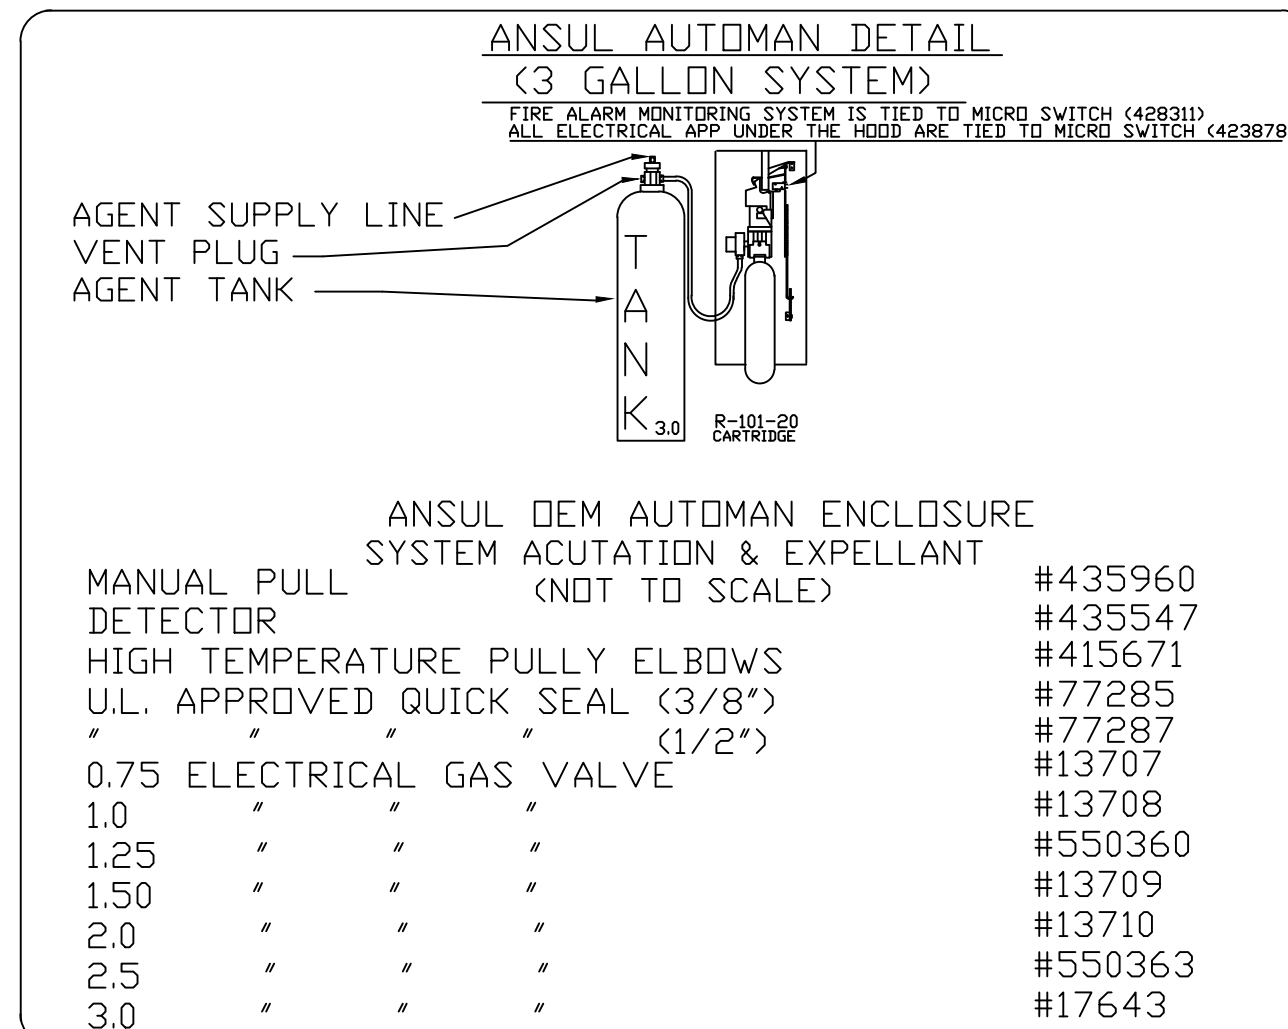 ANSUL AUTOMAN DETAIL
(3 GALLON SYSTEM)
FIRE ALARM MONITORING SYSTEM IS TIED TO MICRO SWITCH (428311)
ALL ELECTRICAL APP UNDER THE HOOD ARE TIED TO MICRO SWITCH (423878
AGENT SUPPLY LINE
VENT PLUG
AGENT TANK
TANK
3.0
R-101-20
CARTRIDGE
ANSUL OEM AUTOMAN ENCLOSURE
SYSTEM ACUTATION & EXPELLANT
(NOT TO SCALE)
MANUAL PULL #435960
DETECTOR #435547
HIGH TEMPERATURE PULLY ELBOWS #415671
U.L. APPROVED QUICK SEAL (3/8") #77285
" " " " (1/2") #77287
0.75 ELECTRICAL GAS VALVE #13707
1.0 " " " #13708
1.25 " " " #550360
1.50 " " " #13709
2.0 " " " #13710
2.5 " " " #550363
3.0 " " " #17643